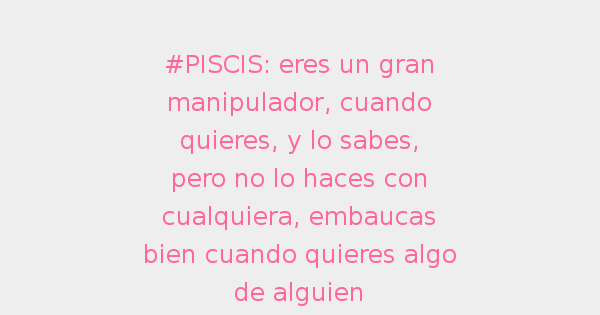 #PISCIS: eres un gran
manipulador, cuando
quieres, y lo sabes,
pero no lo haces con
cualquiera, embaucas
bien cuando quieres algo
de alguien